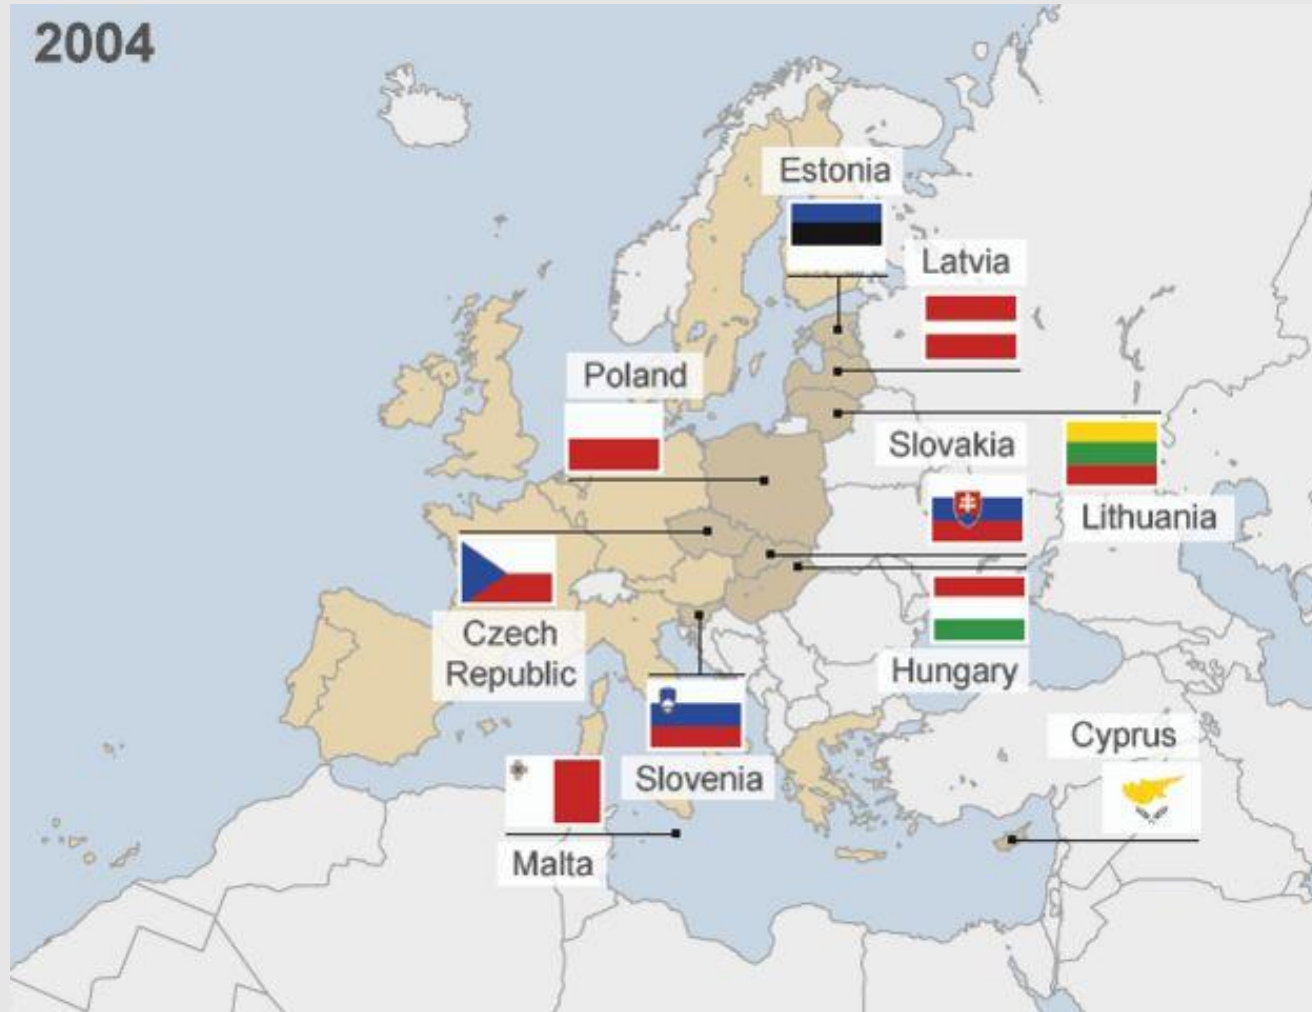 2004
Estonia
Latvia
Poland
Slovakia
Lithuania
Czech
Republic
Hungary
Cyprus
Slovenia
Malta